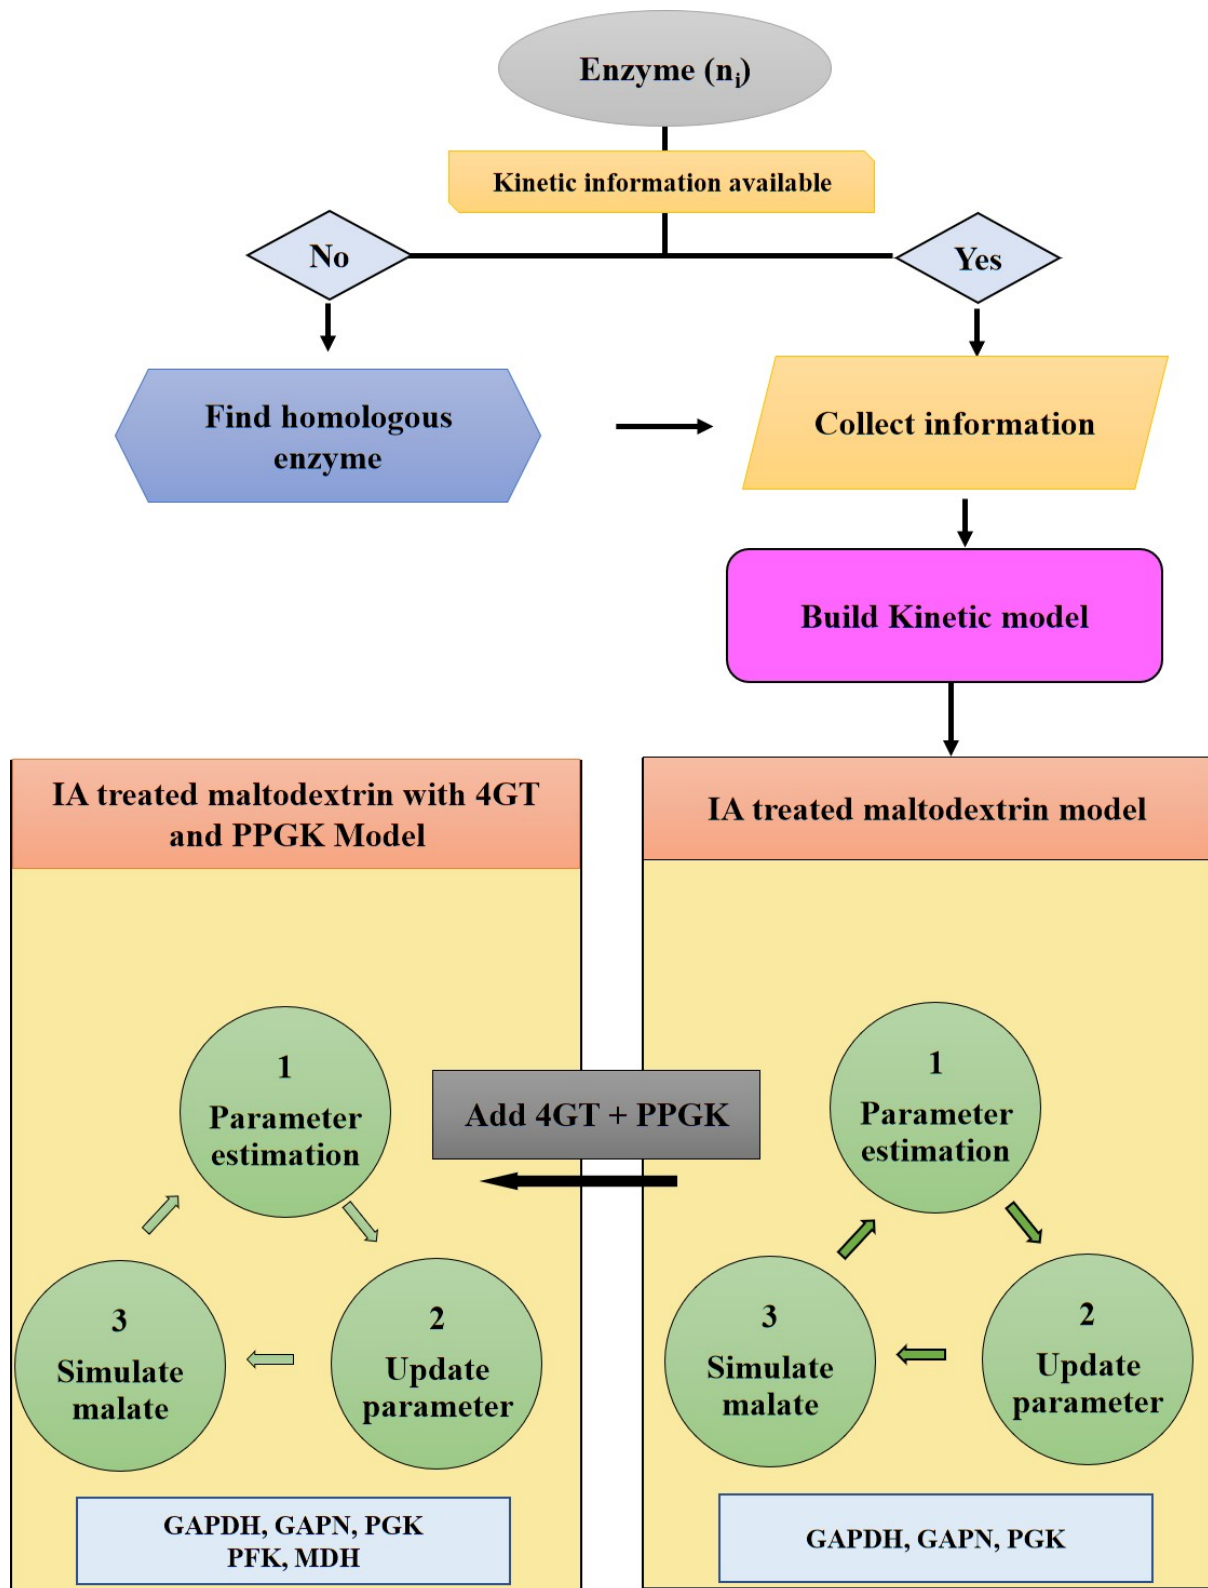 Enzyme (nᵢ)
Kinetic information available
No
Yes
Find homologous
enzyme
Collect information
Build Kinetic model
IA treated maltodextrin with 4GT
and PPGK Model
IA treated maltodextrin model
1
Parameter
estimation
Add 4GT + PPGK
1
Parameter
estimation
3
Simulate
malate
2
Update
parameter
3
Simulate
malate
2
Update
parameter
GAPDH, GAPN, PGK
PFK, MDH
GAPDH, GAPN, PGK